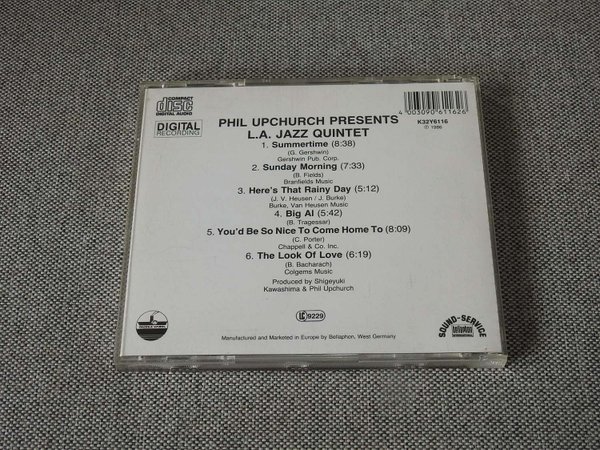 COMPACT
disc
DIGITAL AUDIO
DIGITAL
RECORDING
4 003090 611626
K32Y6116
℗ 1986
PHIL UPCHURCH PRESENTS
L.A. JAZZ QUINTET
1. Summertime (8:38)
(G. Gershwin)
Gershwin Pub. Corp.
2. Sunday Morning (7:33)
(B. Fields)
Branfields Music
3. Here's That Rainy Day (5:12)
(J. V. Heusen / J. Burke)
Burke, Van Heusen Music
4. Big Al (5:42)
(B. Tragessar)
5. You'd Be So Nice To Come Home To (8:09)
(C. Porter)
Chappell & Co. Inc.
6. The Look Of Love (6:19)
(B. Bacharach)
Colgems Music
Produced by Shigeyuki
Kawashima & Phil Upchurch
LC 9229
Manufactured and Marketed in Europe by Bellaphon, West Germany
SOUND-SERVICE
bellaphon